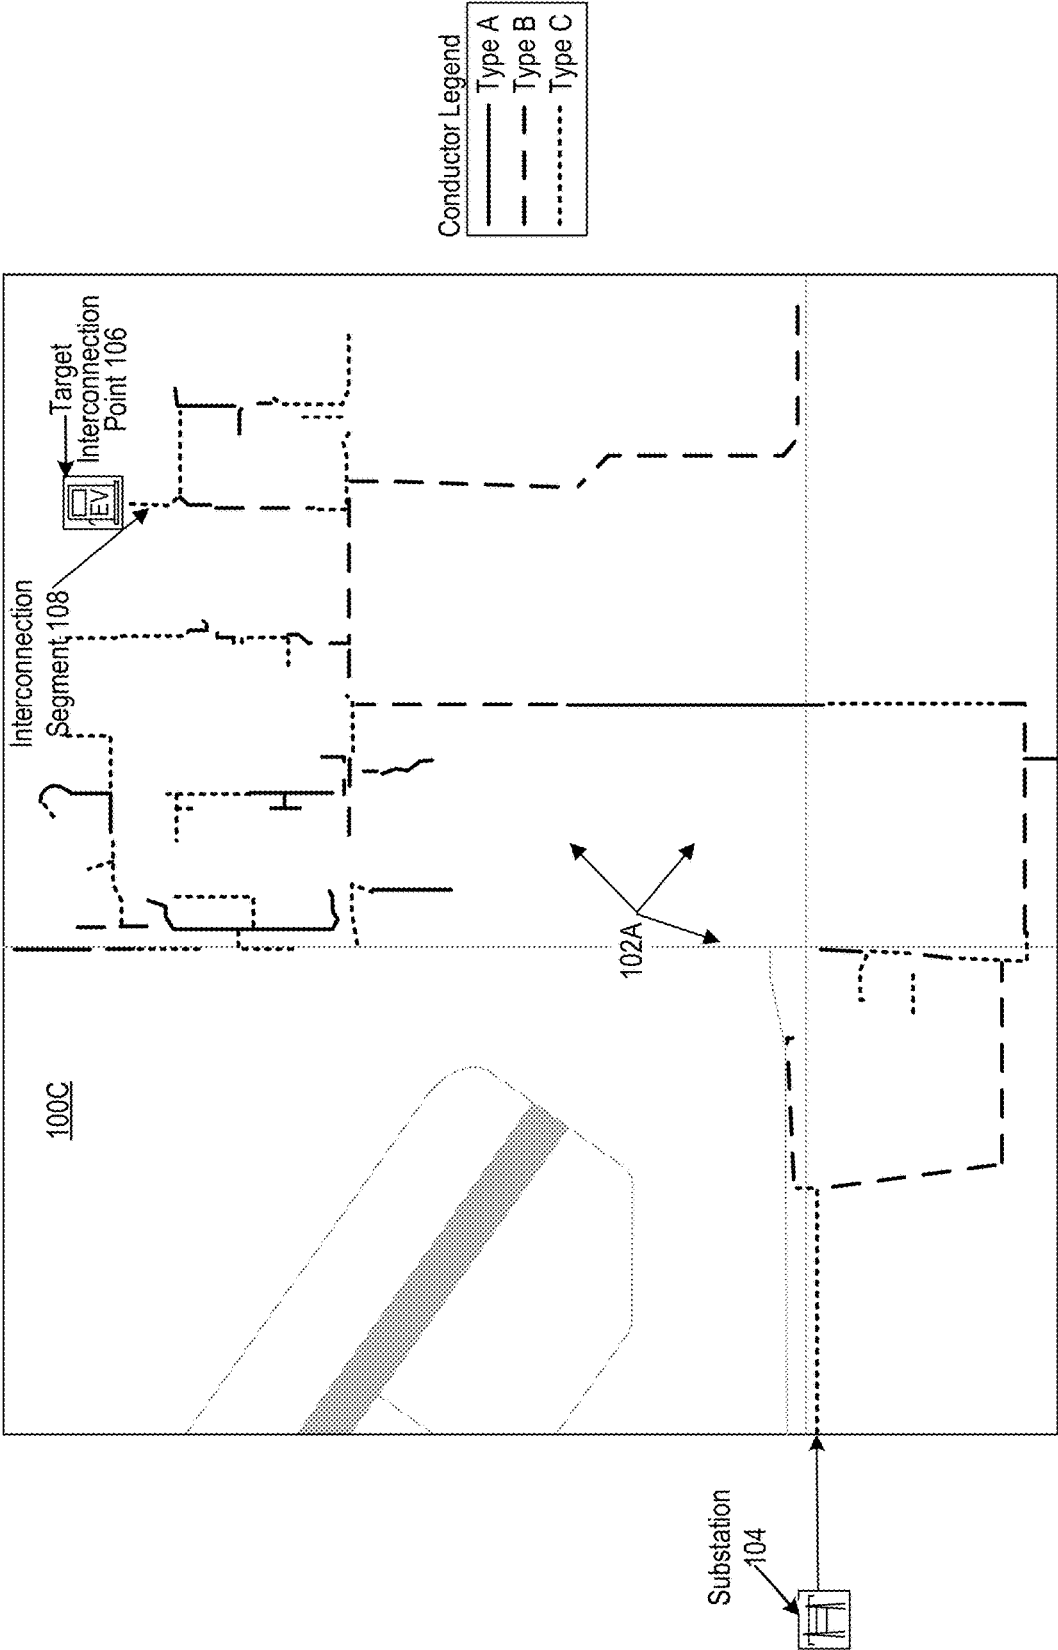 100C
Interconnection
Segment 108
EV
Target
Interconnection
Point 106
Conductor Legend
Type A
Type B
Type C
102A
Substation
104